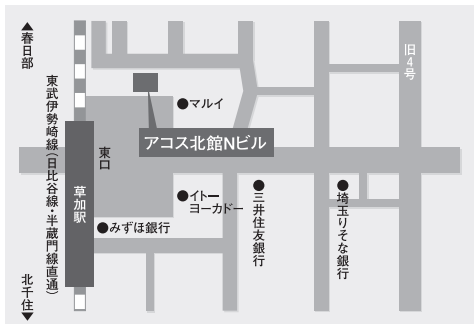 ▲春日部
東武伊勢崎線(日比谷線・半蔵門線直通)
北千住▼
草加駅
東口
●マルイ
アコス北館Nビル
●イトー
ヨーカドー
●みずほ銀行
●三井住友銀行
●埼玉りそな銀行
旧4号